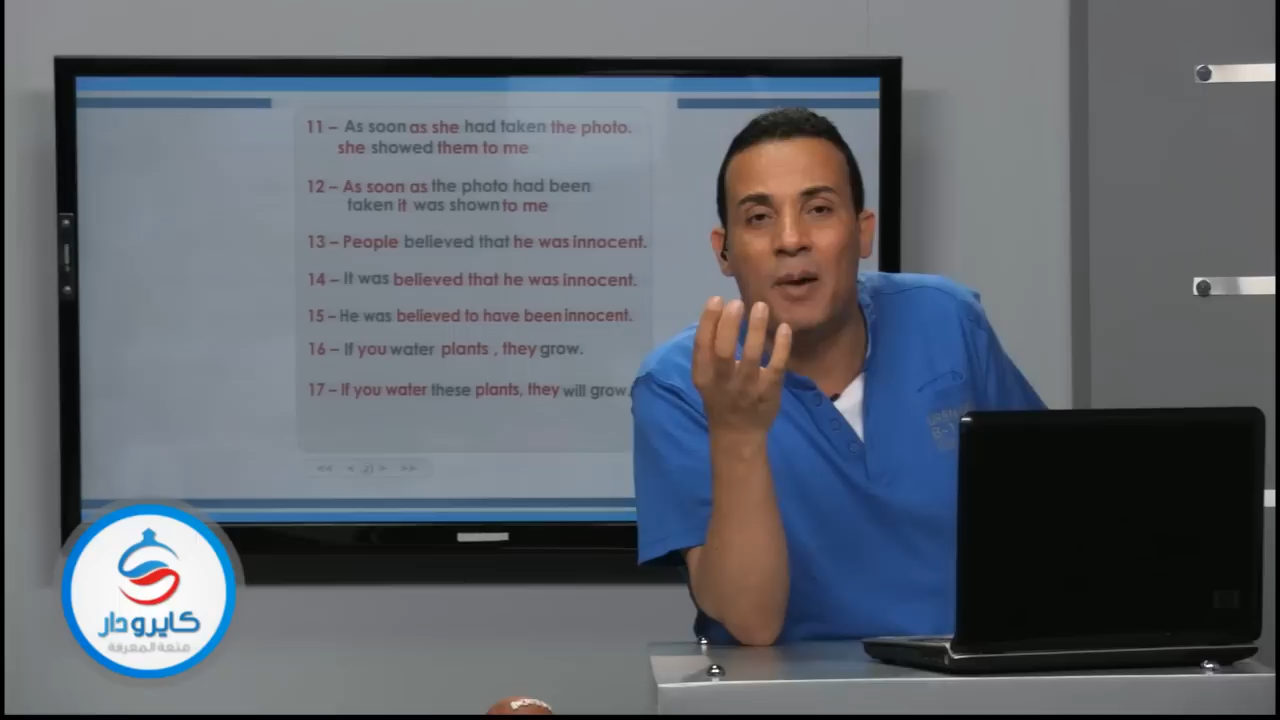 11 – As soon as she had taken the photo.
she showed them to me
12 – As soon as the photo had been
taken it was shown to me
13 – People believed that he was innocent.
14 – It was believed that he was innocent.
15 – He was believed to have been innocent.
16 – If you water plants , they grow.
17 – If you water these plants, they will grow.
<< < 2 > >>
كايرودار
متعة المعرفة